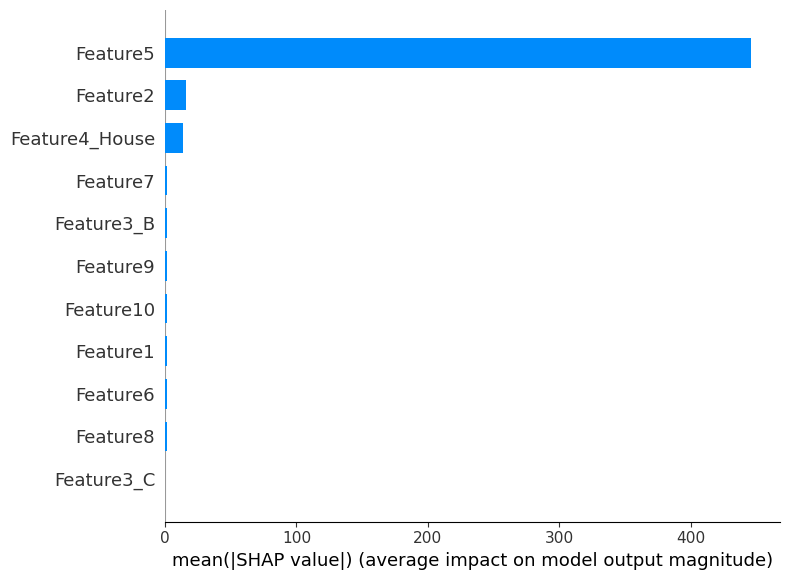 Feature5
Feature2
Feature4_House
Feature7
Feature3_B
Feature9
Feature10
Feature1
Feature6
Feature8
Feature3_C
0 100 200 300 400
mean(|SHAP value|) (average impact on model output magnitude)